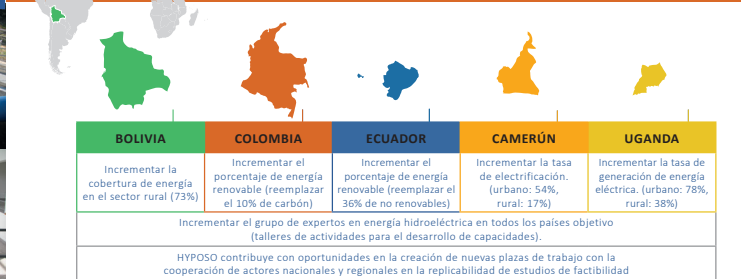 BOLIVIA
COLOMBIA
ECUADOR
CAMERÚN
UGANDA
Incrementar la
cobertura de energía
en el sector rural (73%)
Incrementar el
porcentaje de energía
renovable (reemplazar
el 10% de carbón)
Incrementar el
porcentaje de energía
renovable (reemplazar el
36% de no renovables)
Incrementar la tasa
de electrificación.
(urbano: 54%,
rural: 17%)
Incrementar la tasa de
generación de energía
eléctrica. (urbano: 78%,
rural: 38%)
Incrementar el grupo de expertos en energía hidroeléctrica en todos los países objetivo
(talleres de actividades para el desarrollo de capacidades).
HYPOSO contribuye con oportunidades en la creación de nuevas plazas de trabajo con la
cooperación de actores nacionales y regionales en la replicabilidad de estudios de factibilidad